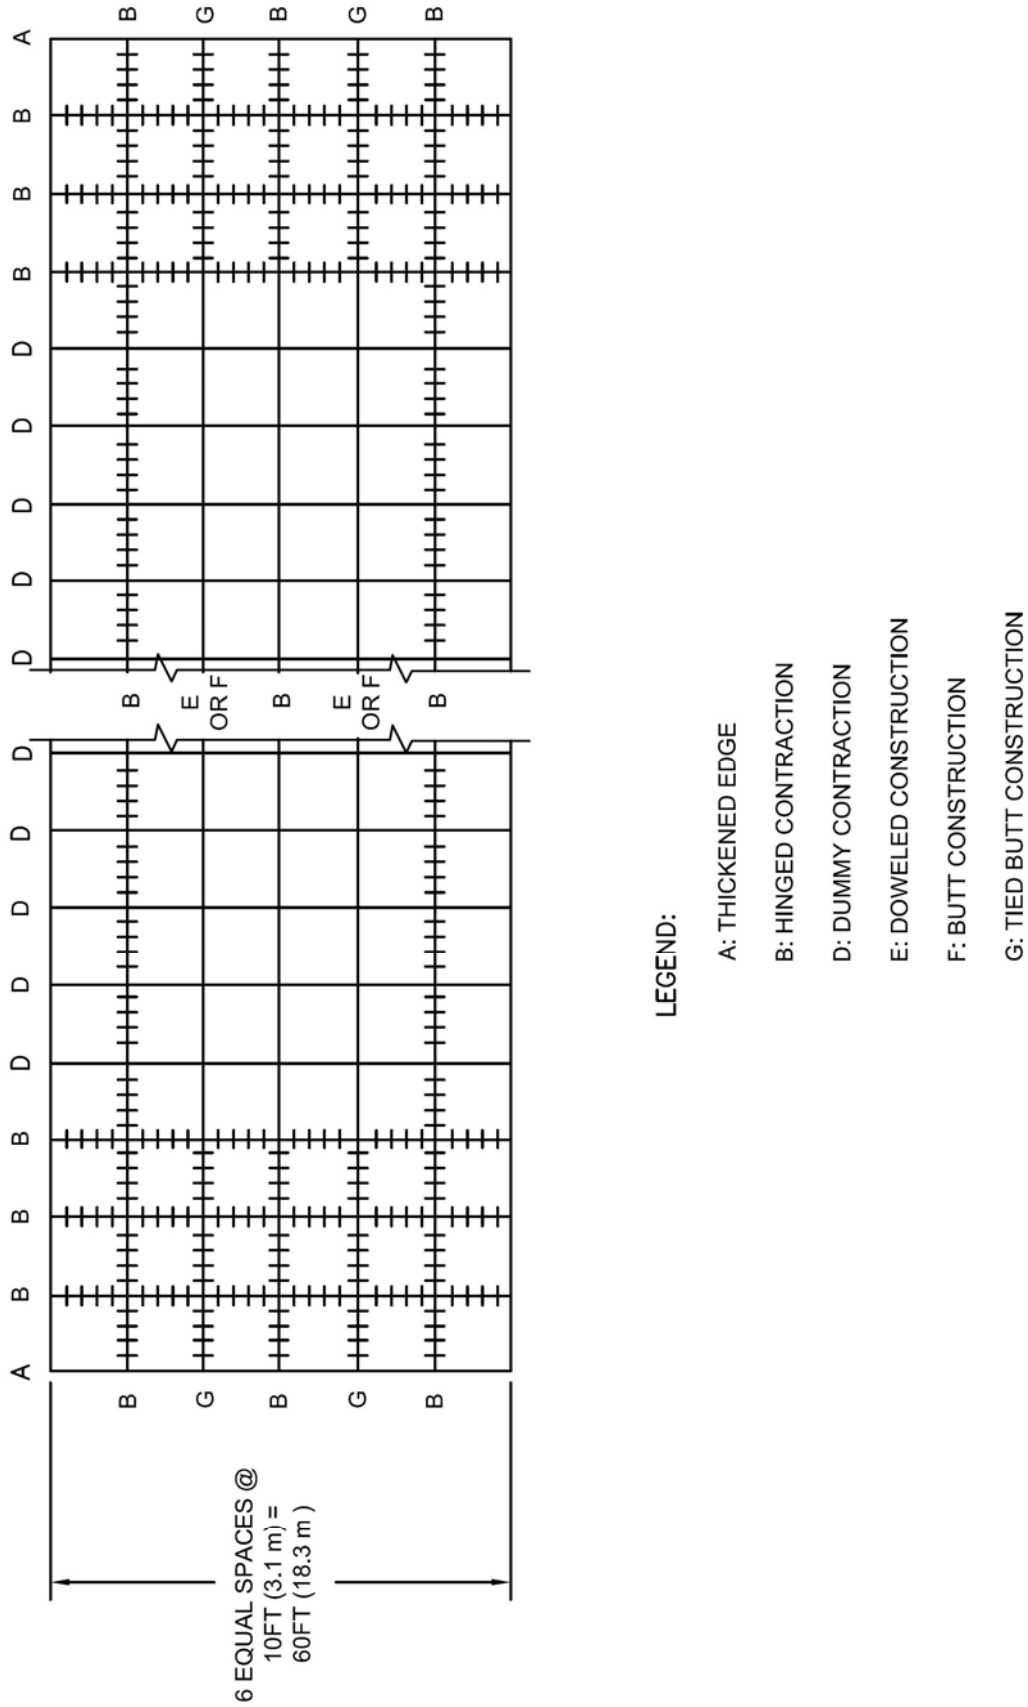 A B B B D D D D D D D D D D B B B A
B B B
G E G
OR F
6 EQUAL SPACES @
10FT (3.1 m) =
60FT (18.3 m )
B B B
G E G
OR F
B B B
LEGEND:
A: THICKENED EDGE
B: HINGED CONTRACTION
D: DUMMY CONTRACTION
E: DOWELED CONSTRUCTION
F: BUTT CONSTRUCTION
G: TIED BUTT CONSTRUCTION